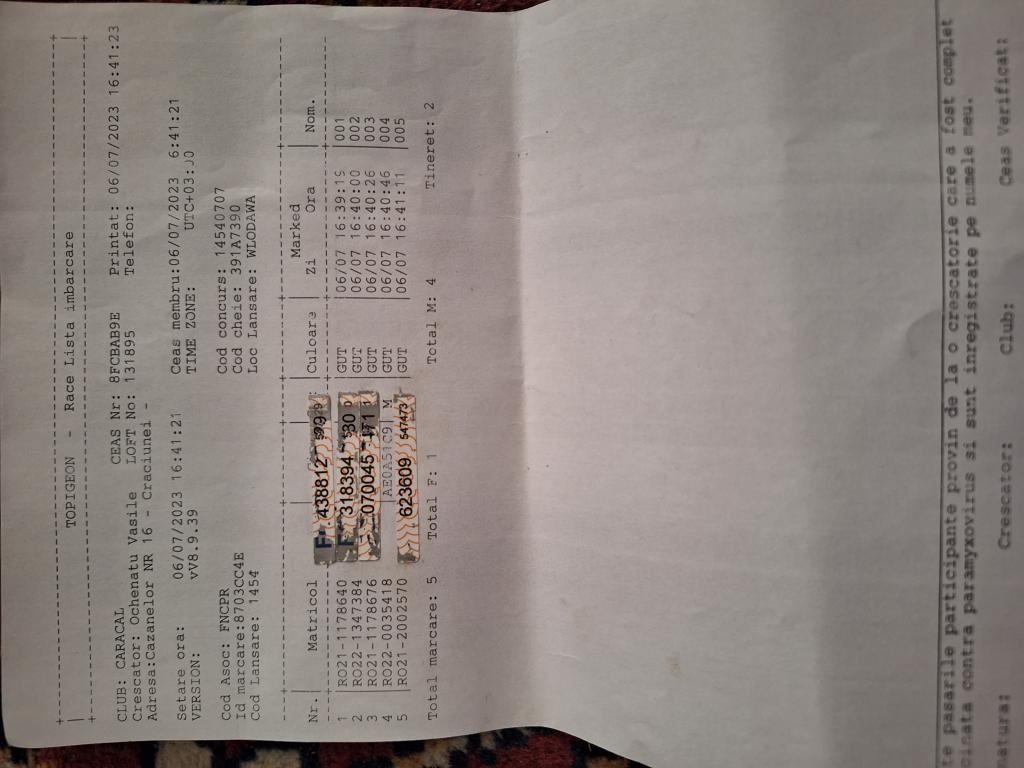 TOPIGEON - Race Lista imbarcare
CLUB: CARACAL CEAS Nr: 8FCBAB9E Printat: 06/07/2023 16:41:23
Crescator: Ochenatu Vasile LOFT No: 131895 Telefon:
Adresa:cazanelor NR 16 - Craciunei -
Setare ora: 06/07/2023 16:41:21 Ceas membru:06/07/2023 6:41:21
VERSION: vV8.9.39 TIME ZONE: UTC+03:00
Cod Asoc: FNCPR Cod concurs: 14540707
Id marcare:8703CC4E Cod cheie: 391A7390
Cod Lansare: 1454 Loc Lansare: WLODAWA
Marked
Nr. Matricol Culoare Zi Ora Nom.
1 RO21-1178640 438812 GUT 06/07 16:39:15 001
2 RO22-1347384 318394 GUT 06/07 16:40:00 002
3 RO21-1178676 070045 GUT 06/07 16:40:26 003
4 RO22-0035418 AE0A51C9 M GUT 06/07 16:40:46 004
5 RO21-2002570 623609 547473 GUT 06/07 16:41:11 005
Total marcare: 5 Total F: 1 Total M: 4 Tineret: 2
te pasarile participante provin de la o crescatorie care a fost complet
cinata contra paramyxovirus si sunt inregistrate pe numele meu.
natura: Crescator: Club: Ceas Verificat: